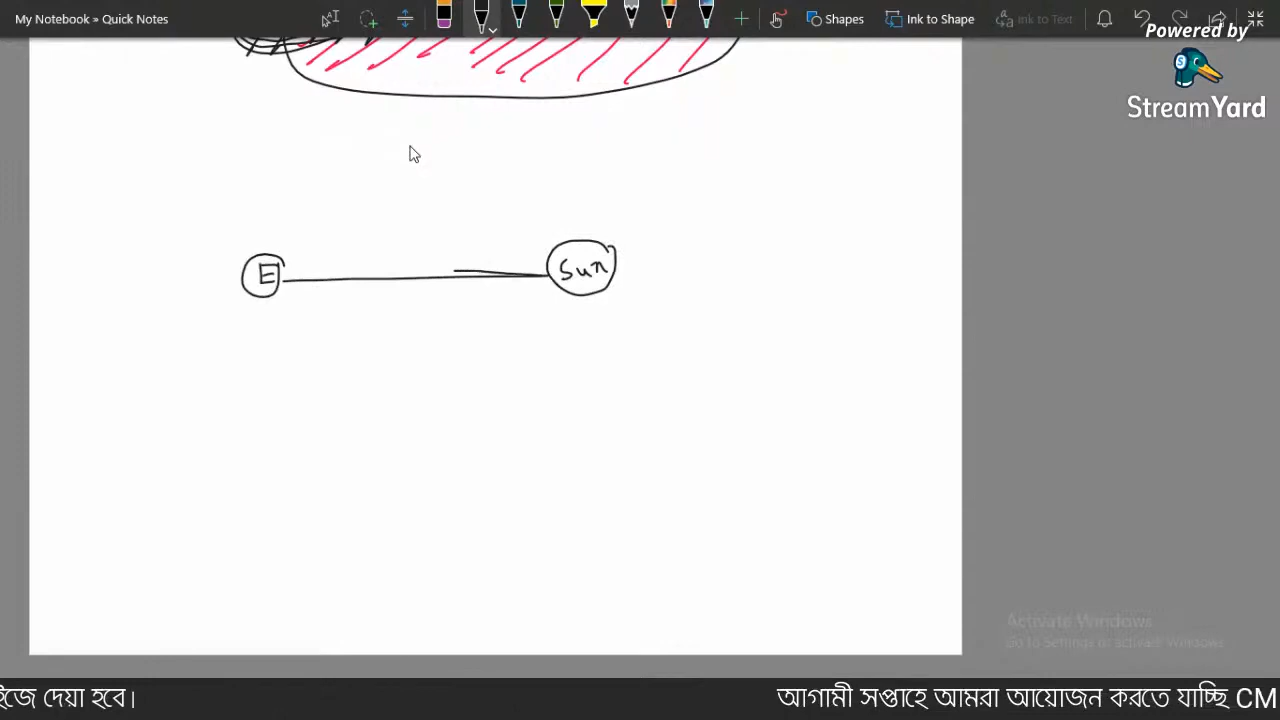 My Notebook » Quick Notes
Shapes
Ink to Shape
Ink to Text
Powered by
StreamYard
E
Sun
Activate Windows
Go to Settings to activate Windows.
ইজে দেয়া হবে।
আগামী সপ্তাহে আমরা আয়োজন করতে যাচ্ছি CM